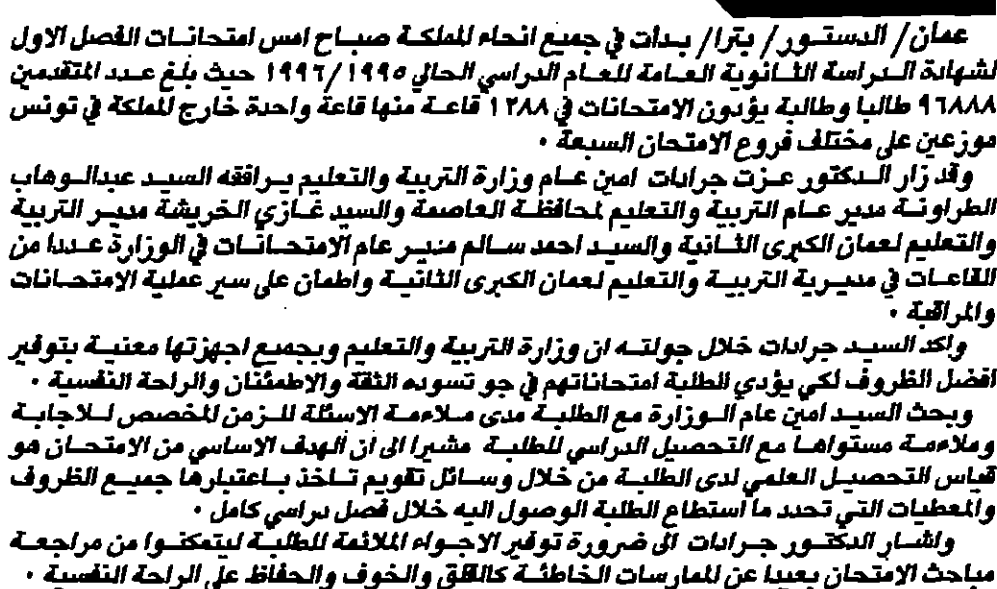 عمان/ الدستور/ بترا/ بدأت في جميع انحاء المملكة صباح امس امتحانات الفصل الاول
لشهادة الدراسة الثانوية العامة للعام الدراسي الحالي ١٩٩٥/١٩٩٦ حيث بلغ عدد المتقدمين
٩٦٨٨٨ طالبا وطالبة يؤدون الامتحانات في ١٢٨٨ قاعة منها قاعة واحدة خارج المملكة في تونس
موزعين على مختلف فروع الامتحان السبعة ٠
وقد زار الدكتور عزت جرادات امين عام وزارة التربية والتعليم يرافقه السيد عبدالوهاب
الطراونة مدير عام التربية والتعليم لمحافظة العاصمة والسيد غازي الخريشة مدير التربية
والتعليم لعمان الكبرى الثانية والسيد احمد سالم مدير عام الامتحانات في الوزارة عددا من
القاعات في مديرية التربية والتعليم لعمان الكبرى الثانية واطمأن على سير عملية الامتحانات
والمراقبة ٠
واكد السيد جرادات خلال جولته ان وزارة التربية والتعليم وبجميع اجهزتها معنية بتوفير
افضل الظروف لكي يؤدي الطلبة امتحاناتهم في جو تسوده الثقة والاطمئنان والراحة النفسية ٠
وبحث السيد امين عام الوزارة مع الطلبة مدى ملاءمة الاسئلة للزمن المخصص للاجابة
وملاءمة مستواها مع التحصيل الدراسي للطلبة مشيرا الى ان الهدف الاساسي من الامتحان هو
قياس التحصيل العلمي لدى الطلبة من خلال وسائل تقويم تاخذ باعتبارها جميع الظروف
والمعطيات التي تحدد ما استطاع الطلبة الوصول اليه خلال فصل دراسي كامل ٠
واشار الدكتور جرادات الى ضرورة توفير الاجواء الملائمة للطلبة ليتمكنوا من مراجعة
مباحث الامتحان بعيدا عن الممارسات الخاطئة كالقلق والخوف والحفاظ على الراحة النفسية ٠